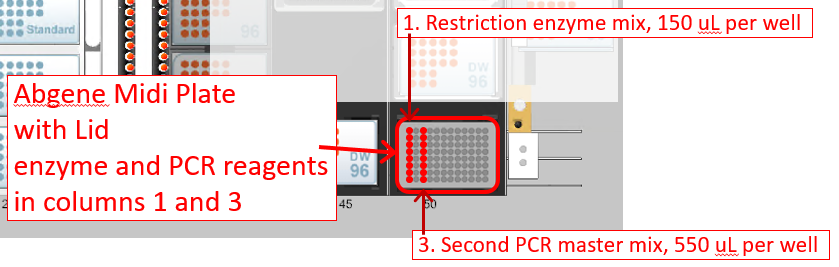 1. Restriction enzyme mix, 150 uL per well
Standard
96
DW
96
Abgene Midi Plate
with Lid
enzyme and PCR reagents
in columns 1 and 3
DW
96
2
45
50
3. Second PCR master mix, 550 uL per well